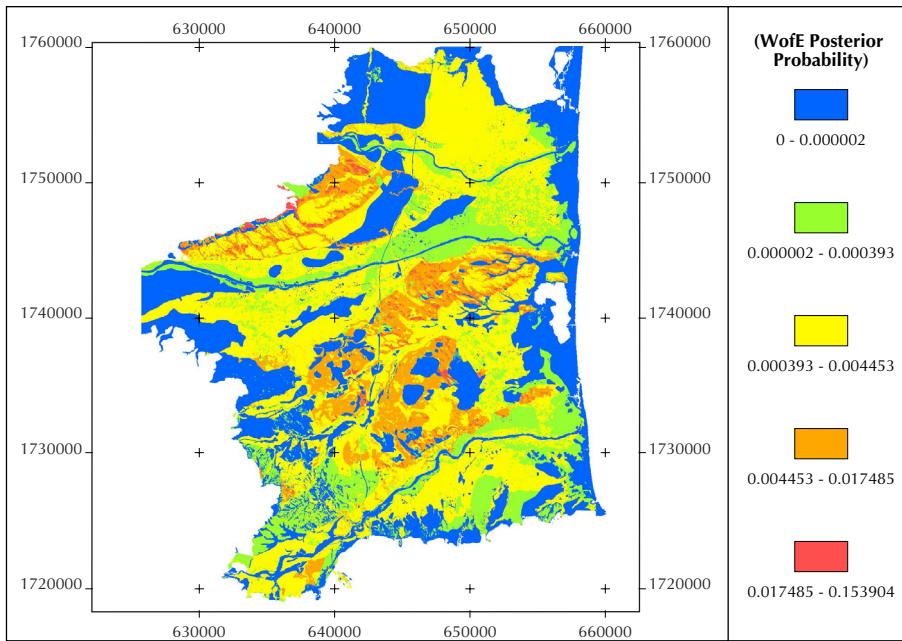 630000 640000 650000 660000
1760000 1760000
1750000 1750000
1740000 1740000
1730000 1730000
1720000 1720000
630000 640000 650000 660000
(WofE Posterior
Probability)
0 - 0.000002
0.000002 - 0.000393
0.000393 - 0.004453
0.004453 - 0.017485
0.017485 - 0.153904